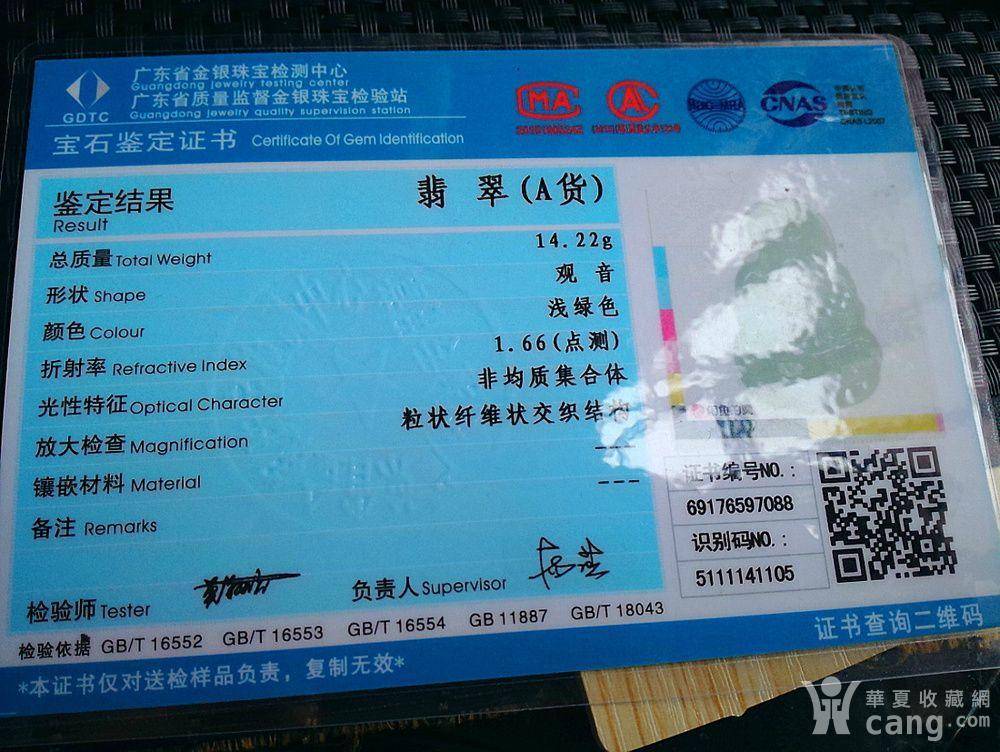 广东省金银珠宝检测中心
Guangdong jewelry testing center
广东省质量监督金银珠宝检验站
Guangdong jewelry quality supervision station
GDTC
宝石鉴定证书 Certificate Of Gem Identification
MA
CNAS
鉴定结果 翡 翠(A货)
Result
总质量 Total Weight 14.22g
形状 Shape 观 音
颜色 Colour 浅绿色
折射率 Refractive Index 1.66(点测)
光性特征 Optical Character 非均质集合体
放大检查 Magnification 粒状纤维状交织结构
镶嵌材料 Material ---
备注 Remarks ---
证书编号NO.:
69176597088
识别码NO.:
5111141105
检验师 Tester 负责人 Supervisor
检验依据 GB/T 16552 GB/T 16553 GB/T 16554 GB 11887 GB/T 18043
证书查询二维码
*本证书仅对送检样品负责，复制无效*
華夏收藏網
cang.com